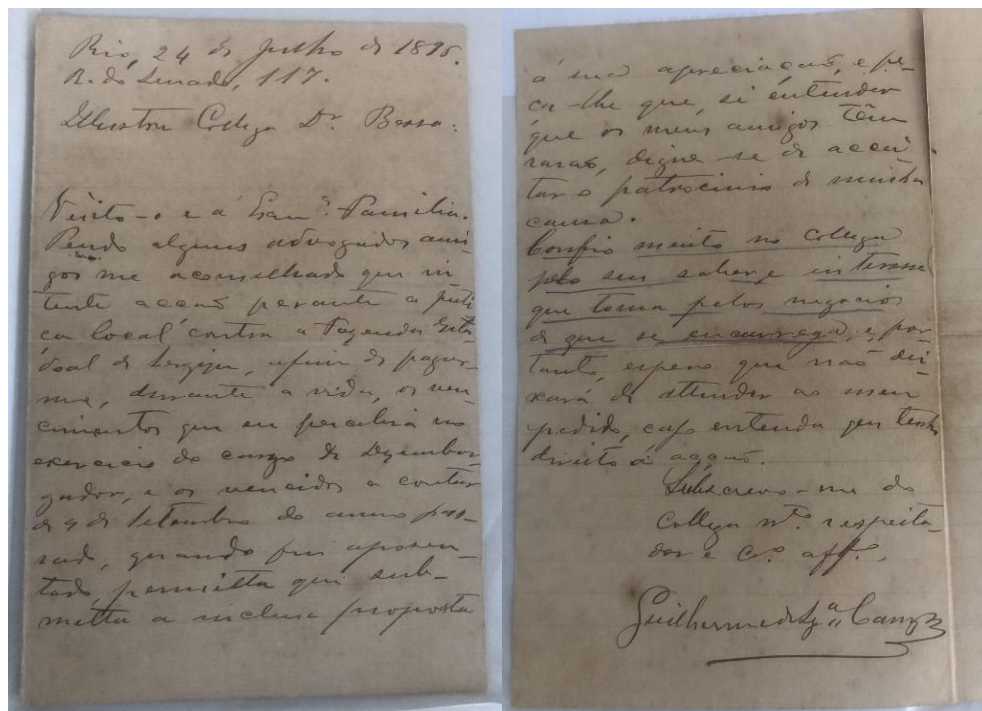 Rio, 24 de Julho de 1895.
R. do Senado, 117.
Illustre Collega Dr. Bessa.
Visito-o e á Exma. Familia.
Tendo alguns advogados ami-
gos me aconselhado que in
tente acção perante a justi
ça local contra a Fazenda Esta-
doal de Sergipe, afim de pagar-
me, durante a vida, os ven-
cimentos que eu percebia no
exercicio do cargo de Dezembar-
gador, e os vencidos a contar
de 9 de Setembro do anno pas-
sado, quando fui aposen-
tado, permitta que sub-
metta a inclusa proposta
á sua apreciação, e pe-
ça-lhe que, si entender
que os meus amigos têm
razão, digne-se de accei
tar o patrocinio de minha
causa.
Confio muito no collega
pelo seu saber e interesse
que toma pelos negocios
de que se encarrega, e, por
tanto, espero que não dei-
xará de attender ao meu
pedido, caso entenda que tenho
direito á acção.
Subscrevo-me do
Collega mto. respeita-
dor e Cro. affo.
Guilherme de Sza. Campos